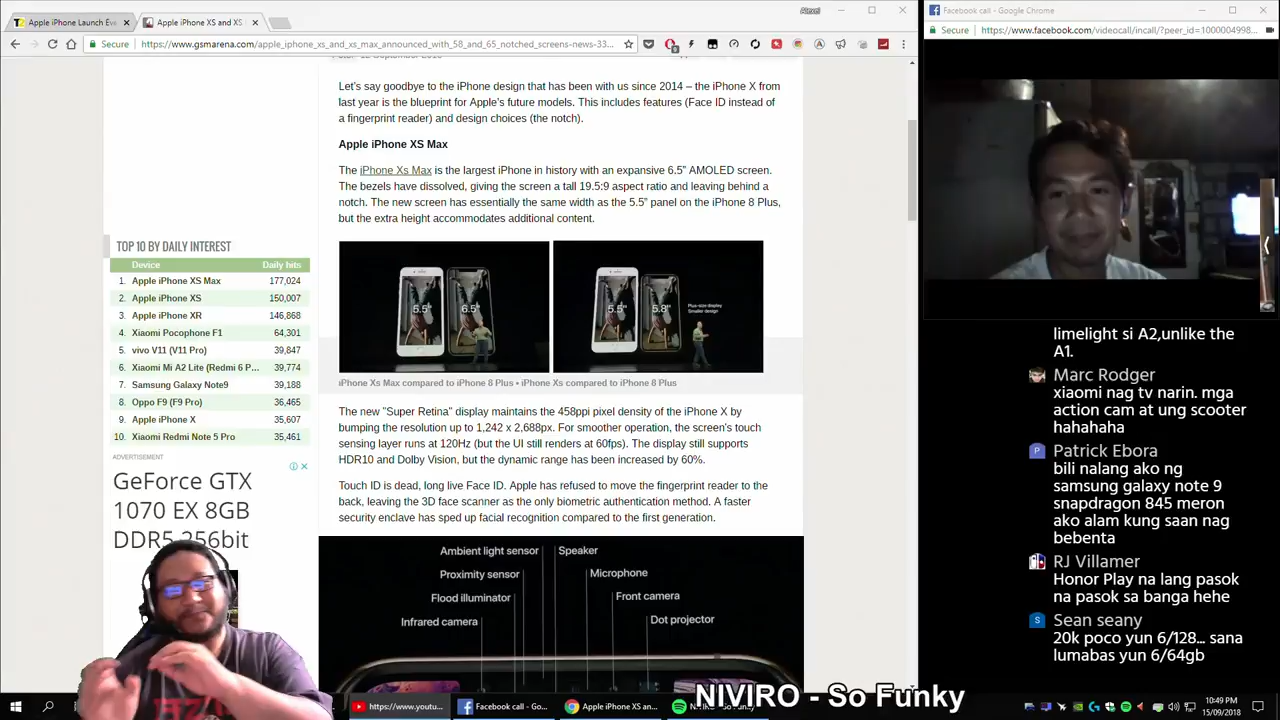 Apple iPhone Launch Eve
Apple iPhone XS and XS
Alexei
Facebook call - Google Chrome
Secure
https://www.gsmarena.com/apple_iphone_xs_and_xs_max_announced_with_58_and_65_notched_screens-news-33...
Secure
https://www.facebook.com/videocall/incall/?peer_id=1000004998...
Let's say goodbye to the iPhone design that has been with us since 2014 – the iPhone X from
last year is the blueprint for Apple's future models. This includes features (Face ID instead of
a fingerprint reader) and design choices (the notch).
Apple iPhone XS Max
The iPhone Xs Max is the largest iPhone in history with an expansive 6.5" AMOLED screen.
The bezels have dissolved, giving the screen a tall 19.5:9 aspect ratio and leaving behind a
notch. The new screen has essentially the same width as the 5.5" panel on the iPhone 8 Plus,
but the extra height accommodates additional content.
5.5"
6.5"
5.5"
5.8"
Plus-size display
Smaller design
iPhone Xs Max compared to iPhone 8 Plus • iPhone Xs compared to iPhone 8 Plus
The new "Super Retina" display maintains the 458ppi pixel density of the iPhone X by
bumping the resolution up to 1,242 x 2,688px. For smoother operation, the screen's touch
sensing layer runs at 120Hz (but the UI still renders at 60fps). The display still supports
HDR10 and Dolby Vision, but the dynamic range has been increased by 60%.
Touch ID is dead, long live Face ID. Apple has refused to move the fingerprint reader to the
back, leaving the 3D face scanner as the only biometric authentication method. A faster
security enclave has sped up facial recognition compared to the first generation.
Ambient light sensor
Speaker
Proximity sensor
Microphone
Flood illuminator
Front camera
Infrared camera
Dot projector
TOP 10 BY DAILY INTEREST
Device Daily hits
1. Apple iPhone XS Max 177,024
2. Apple iPhone XS 150,007
3. Apple iPhone XR 146,868
4. Xiaomi Pocophone F1 64,301
5. vivo V11 (V11 Pro) 39,847
6. Xiaomi Mi A2 Lite (Redmi 6 P... 39,774
7. Samsung Galaxy Note9 39,188
8. Oppo F9 (F9 Pro) 36,465
9. Apple iPhone X 35,607
10. Xiaomi Redmi Note 5 Pro 35,461
ADVERTISEMENT
GeForce GTX
1070 EX 8GB
DDR5 256bit
limelight si A2,unlike the
A1.
Marc Rodger
xiaomi nag tv narin. mga
action cam at ung scooter
hahahaha
P
Patrick Ebora
bili nalang ako ng
samsung galaxy note 9
snapdragon 845 meron
ako alam kung saan nag
bebenta
RJ Villamer
Honor Play na lang pasok
na pasok sa banga hehe
S
Sean seany
20k poco yun 6/128... sana
lumabas yun 6/64gb
NIVIRO - So Funky
https://www.youtu...
Facebook call - Go...
Apple iPhone XS an...
10:49 PM
15/09/2018